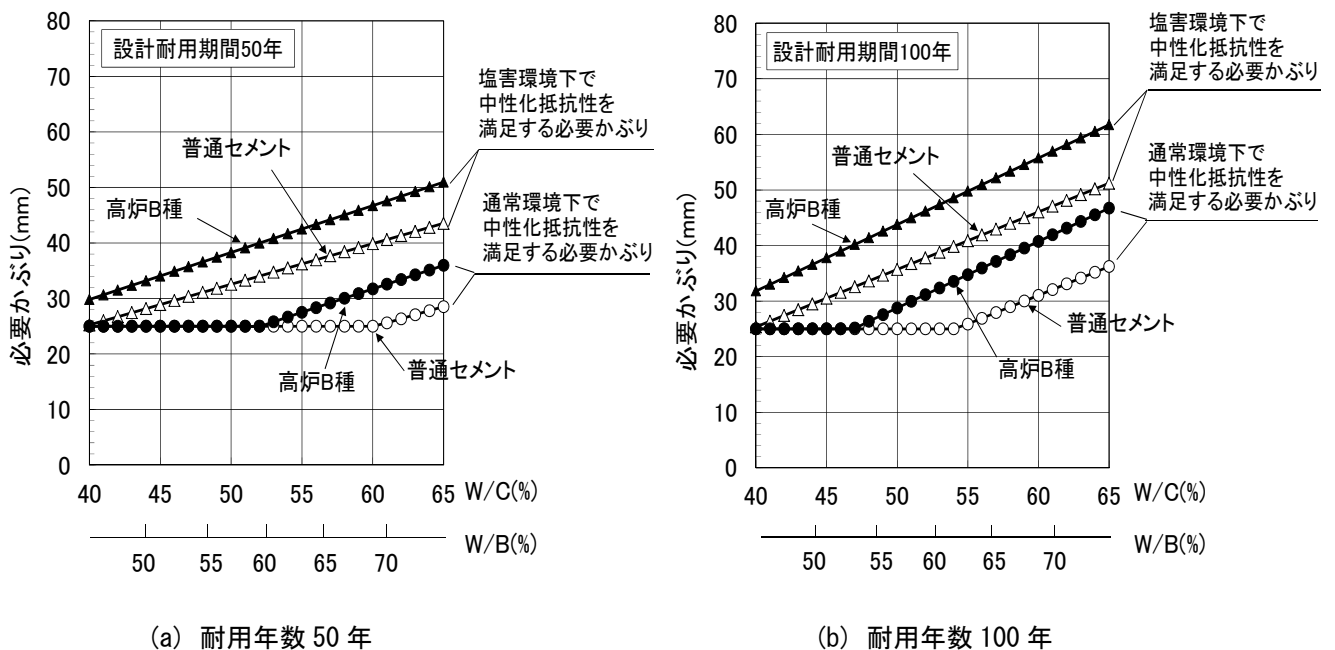 80
70
60
50
40
30
20
10
0
必要かぶり(mm)
設計耐用期間50年
塩害環境下で
中性化抵抗性を
満足する必要かぶり
普通セメント
通常環境下で
中性化抵抗性を
満足する必要かぶり
高炉B種
普通セメント
高炉B種
40 45 50 55 60 65 W/C(%)
50 55 60 65 70 W/B(%)
(a) 耐用年数 50 年
80
70
60
50
40
30
20
10
0
必要かぶり(mm)
設計耐用期間100年
塩害環境下で
中性化抵抗性を
満足する必要かぶり
普通セメント
通常環境下で
中性化抵抗性を
満足する必要かぶり
高炉B種
普通セメント
高炉B種
40 45 50 55 60 65 W/C(%)
50 55 60 65 70 W/B(%)
(b) 耐用年数 100 年